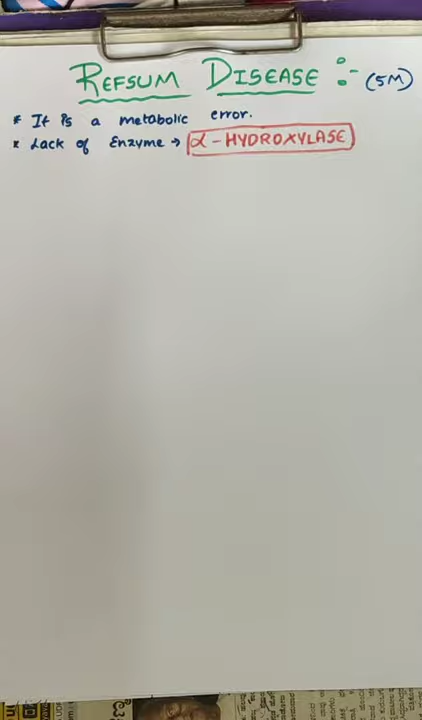 REFSUM DISEASE :- (5M)
* It is a metabolic error.
* Lack of Enzyme → α-HYDROXYLASE